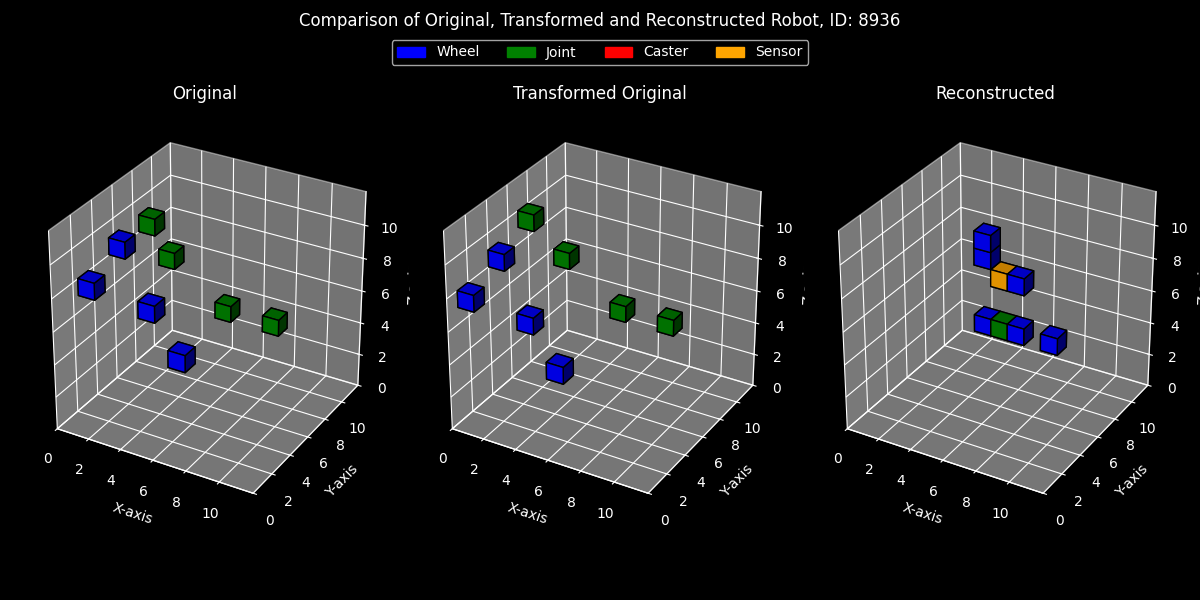 Comparison of Original, Transformed and Reconstructed Robot, ID: 8936
Wheel Joint Caster Sensor
Original
Transformed Original
Reconstructed
0 2 4 6 8 10
X-axis
0 2 4 6 8 10
Y-axis
0 2 4 6 8 10
0 2 4 6 8 10
X-axis
0 2 4 6 8 10
Y-axis
0 2 4 6 8 10
0 2 4 6 8 10
X-axis
0 2 4 6 8 10
Y-axis
0 2 4 6 8 10